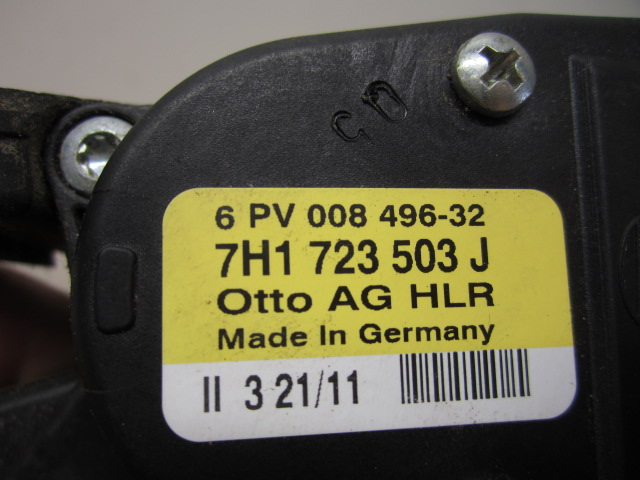 6 PV 008 496-32
7H1 723 503 J
Otto AG HLR
Made In Germany
II 3 21/11